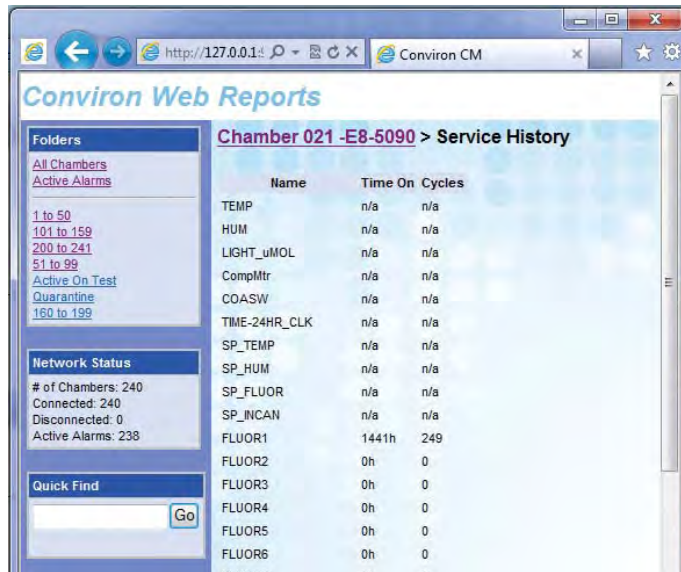 http://127.0.0.1:
Conviron CM
Conviron Web Reports
Folders
All Chambers
Active Alarms
1 to 50
101 to 159
200 to 241
51 to 99
Active On Test
Quarantine
160 to 199
Network Status
# of Chambers: 240
Connected: 240
Disconnected: 0
Active Alarms: 238
Quick Find
Go
Chamber 021 -E8-5090 > Service History
Name Time On Cycles
TEMP n/a n/a
HUM n/a n/a
LIGHT_uMOL n/a n/a
CompMtr n/a n/a
COASW n/a n/a
TIME-24HR_CLK n/a n/a
SP_TEMP n/a n/a
SP_HUM n/a n/a
SP_FLUOR n/a n/a
SP_INCAN n/a n/a
FLUOR1 1441h 249
FLUOR2 0h 0
FLUOR3 0h 0
FLUOR4 0h 0
FLUOR5 0h 0
FLUOR6 0h 0